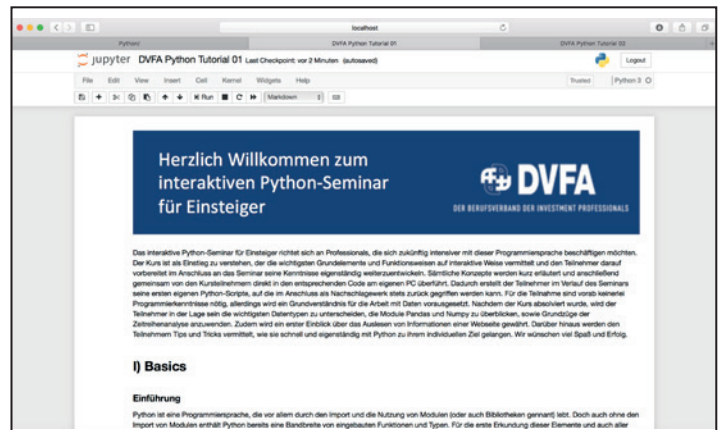 localhost
Python/
DVFA Python Tutorial 01
DVFA Python Tutorial 02
jupyter DVFA Python Tutorial 01 Last Checkpoint: vor 2 Minuten (autosaved)
Logout
File Edit View Insert Cell Kernel Widgets Help
Trusted Python 3
Run Markdown
Herzlich Willkommen zum
interaktiven Python-Seminar
für Einsteiger
DVFA
DER BERUFSVERBAND DER INVESTMENT PROFESSIONALS
Das interaktive Python-Seminar für Einsteiger richtet sich an Professionals, die sich zukünftig intensiver mit dieser Programmiersprache beschäftigen möchten.
Der Kurs ist als Einstieg zu verstehen, der die wichtigsten Grundelemente und Funktionsweisen auf interaktive Weise vermittelt und den Teilnehmer darauf
vorbereitet im Anschluss an das Seminar seine Kenntnisse eigenständig weiterzuentwickeln. Sämtliche Konzepte werden kurz erläutert und anschließend
gemeinsam von den Kursteilnehmern direkt in den entsprechenden Code am eigenen PC überführt. Dadurch erstellt der Teilnehmer im Verlauf des Seminars
seine ersten eigenen Python-Scripte, auf die im Anschluss als Nachschlagewerk stets zurück gegriffen werden kann. Für die Teilnahme sind vorab keinerlei
Programmierkenntnisse nötig, allerdings wird ein Grundverständnis für die Arbeit mit Daten vorausgesetzt. Nachdem der Kurs absolviert wurde, wird der
Teilnehmer in der Lage sein die wichtigsten Datentypen zu unterscheiden, die Module Pandas und Numpy zu überblicken, sowie Grundzüge der
Zeitreihenanalyse anzuwenden. Zudem wird ein erster Einblick über das Auslesen von Informationen einer Webseite gewährt. Darüber hinaus werden den
Teilnehmern Tips und Tricks vermittelt, wie sie schnell und eigenständig mit Python zu ihrem individuellen Ziel gelangen. Wir wünschen viel Spaß und Erfolg.
I) Basics
Einführung
Python ist eine Programmiersprache, die vor allem durch den Import und die Nutzung von Modulen (oder auch Bibliotheken genannt) lebt. Doch auch ohne den
Import von Modulen enthält Python bereits eine Bandbreite von eingebauten Funktionen und Typen. Für die erste Erkundung dieser Elemente und auch aller